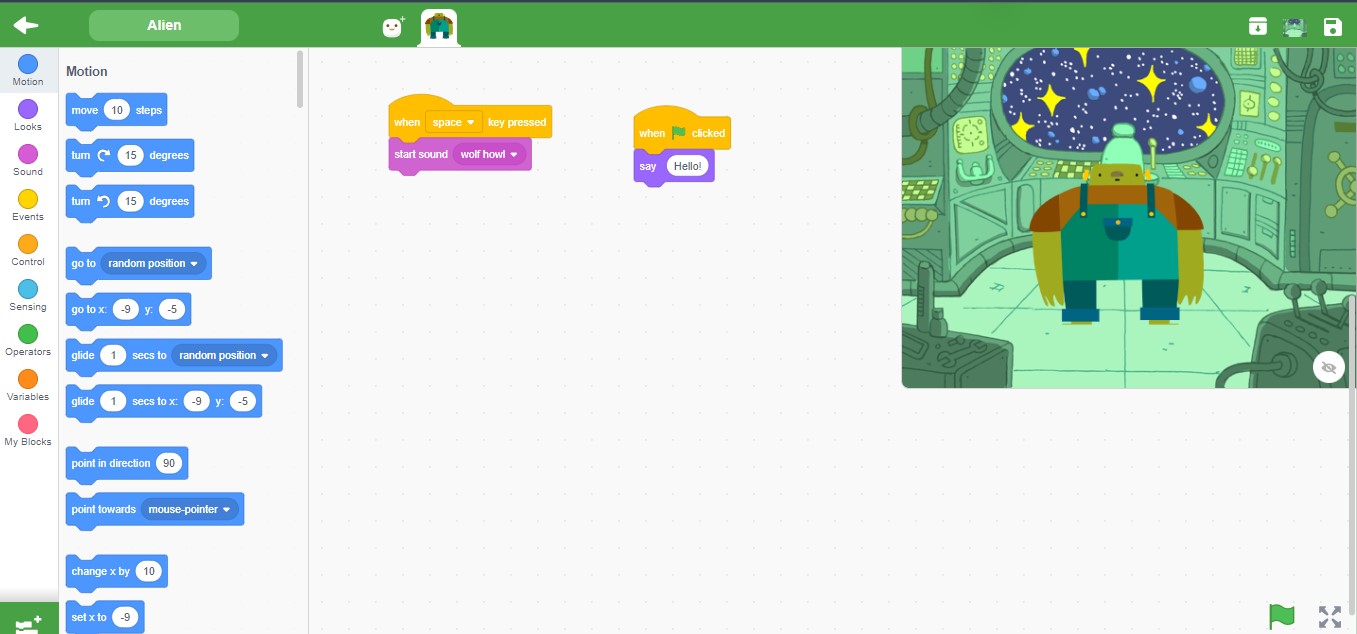 Alien
Motion
Looks
Sound
Events
Control
Sensing
Operators
Variables
My Blocks
Motion
move 10 steps
turn 15 degrees
turn 15 degrees
go to random position
go to x: -9 y: -5
glide 1 secs to random position
glide 1 secs to x: -9 y: -5
point in direction 90
point towards mouse-pointer
change x by 10
set x to -9
when space key pressed
start sound wolf howl
when clicked
say Hello!